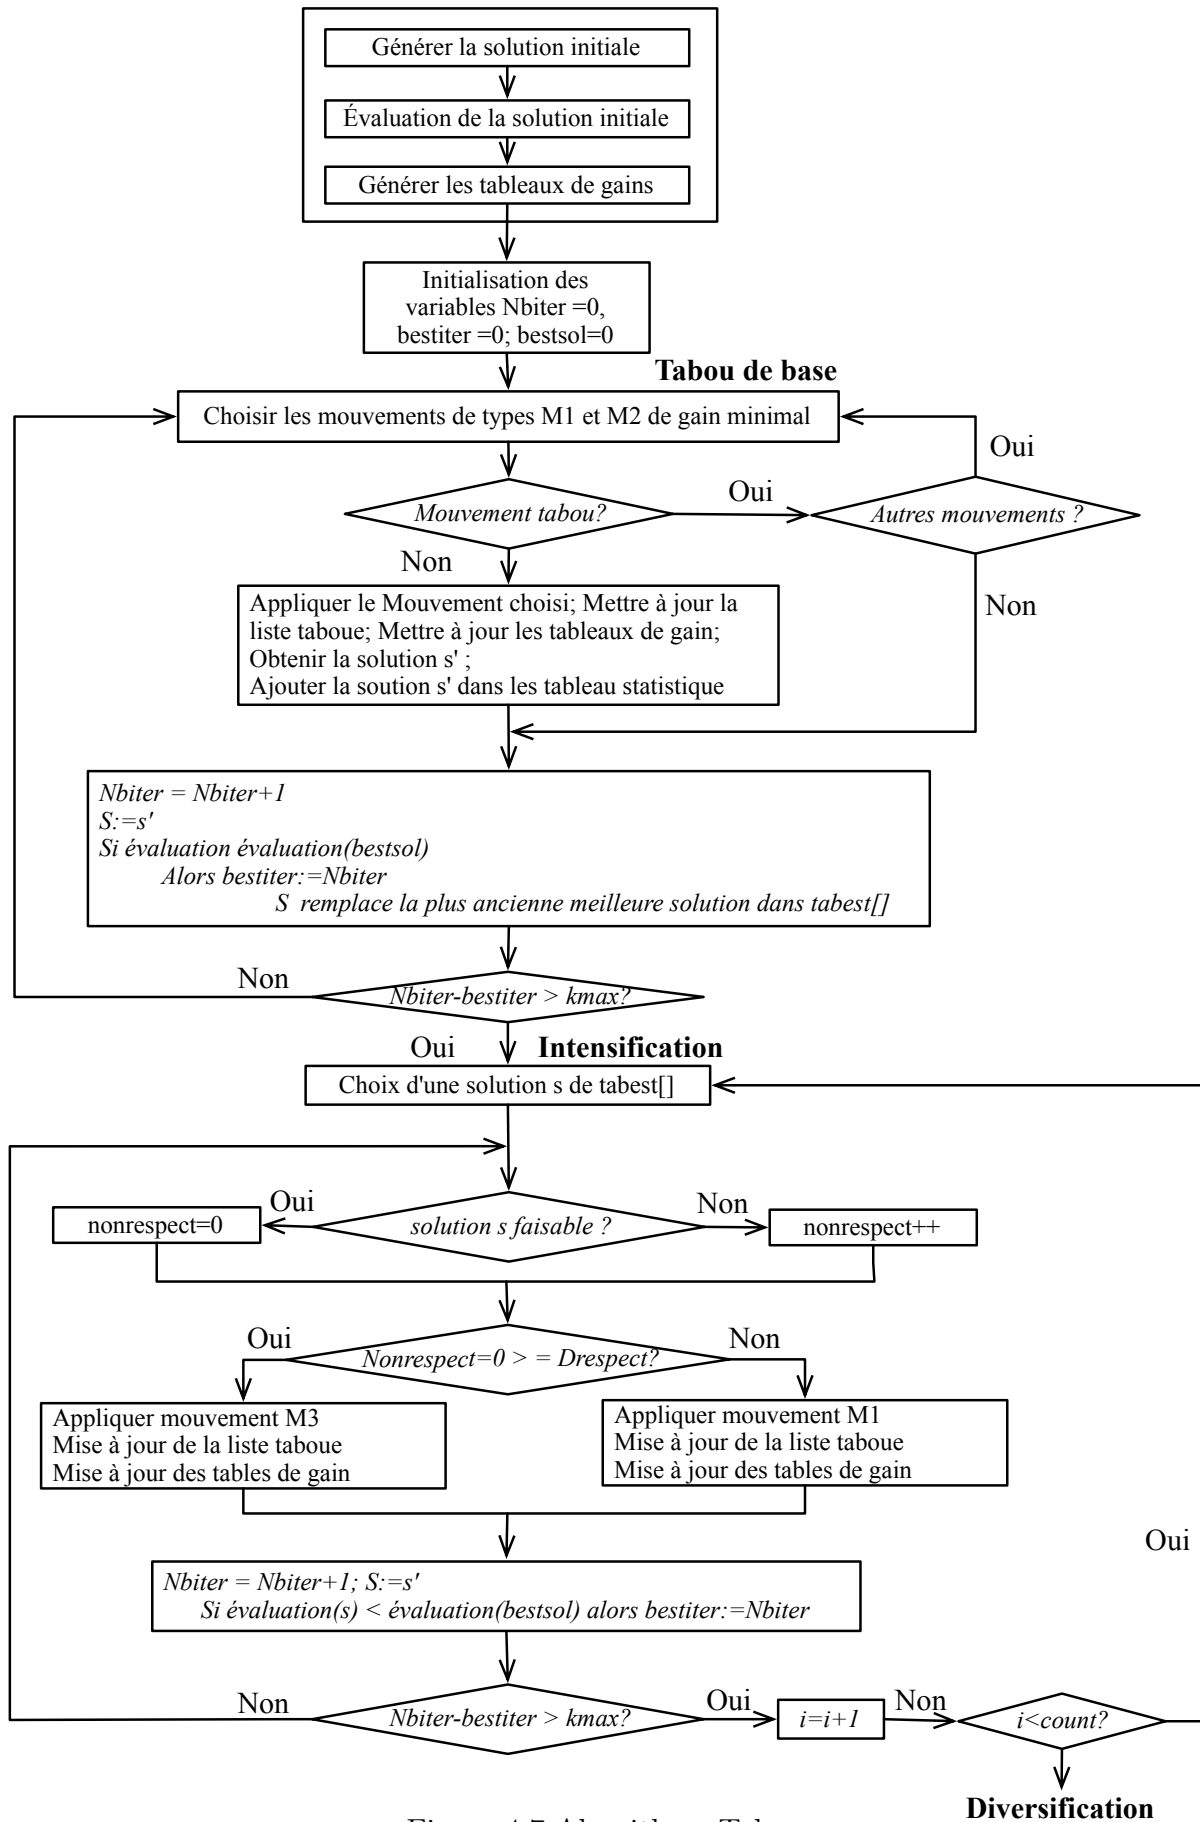 Générer la solution initiale
Évaluation de la solution initiale
Générer les tableaux de gains
Initialisation des
variables Nbiter =0,
bestiter =0; bestsol=0
Tabou de base
Choisir les mouvements de types M1 et M2 de gain minimal
Oui
Mouvement tabou?
Oui
Autres mouvements ?
Non
Non
Appliquer le Mouvement choisi; Mettre à jour la
liste taboue; Mettre à jour les tableaux de gain;
Obtenir la solution s' ;
Ajouter la soution s' dans les tableau statistique
Nbiter = Nbiter+1
S:=s'
Si évaluation évaluation(bestsol)
Alors bestiter:=Nbiter
S remplace la plus ancienne meilleure solution dans tabest[]
Non
Nbiter-bestiter > kmax?
Oui
Intensification
Choix d'une solution s de tabest[]
Oui
Non
nonrespect=0
solution s faisable ?
nonrespect++
Oui
Non
Nonrespect=0 > = Drespect?
Appliquer mouvement M3
Mise à jour de la liste taboue
Mise à jour des tables de gain
Appliquer mouvement M1
Mise à jour de la liste taboue
Mise à jour des tables de gain
Oui
Nbiter = Nbiter+1; S:=s'
Si évaluation(s) < évaluation(bestsol) alors bestiter:=Nbiter
Non
Nbiter-bestiter > kmax?
Oui
i=i+1
Non
i<count?
Diversification